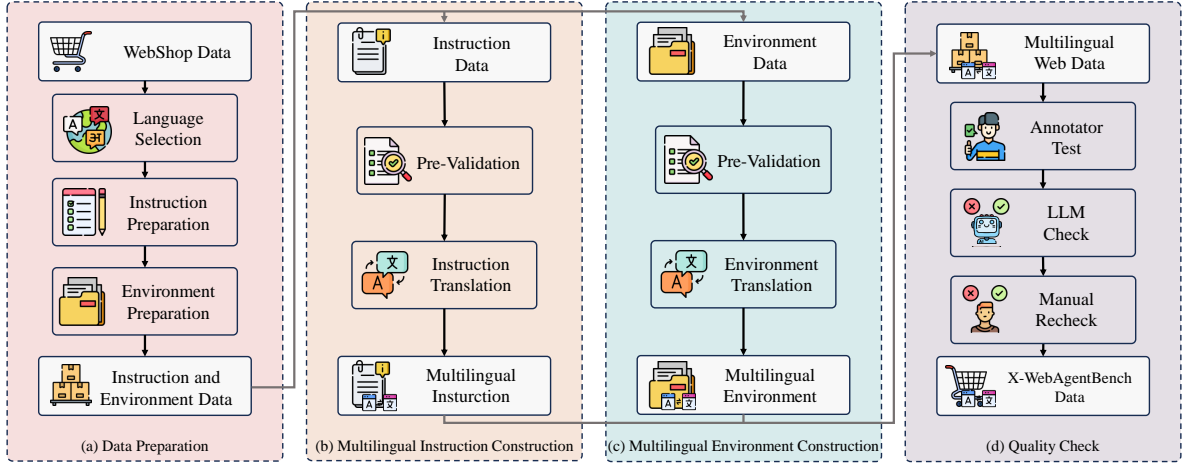 WebShop Data
Language
Selection
Instruction
Preparation
Environment
Preparation
Instruction and
Environment Data
(a) Data Preparation
Instruction
Data
Pre-Validation
Instruction
Translation
Multilingual
Insturction
(b) Multilingual Instruction Construction
Environment
Data
Pre-Validation
Environment
Translation
Multilingual
Environment
(c) Multilingual Environment Construction
Multilingual
Web Data
Annotator
Test
LLM
Check
Manual
Recheck
X-WebAgentBench
Data
(d) Quality Check